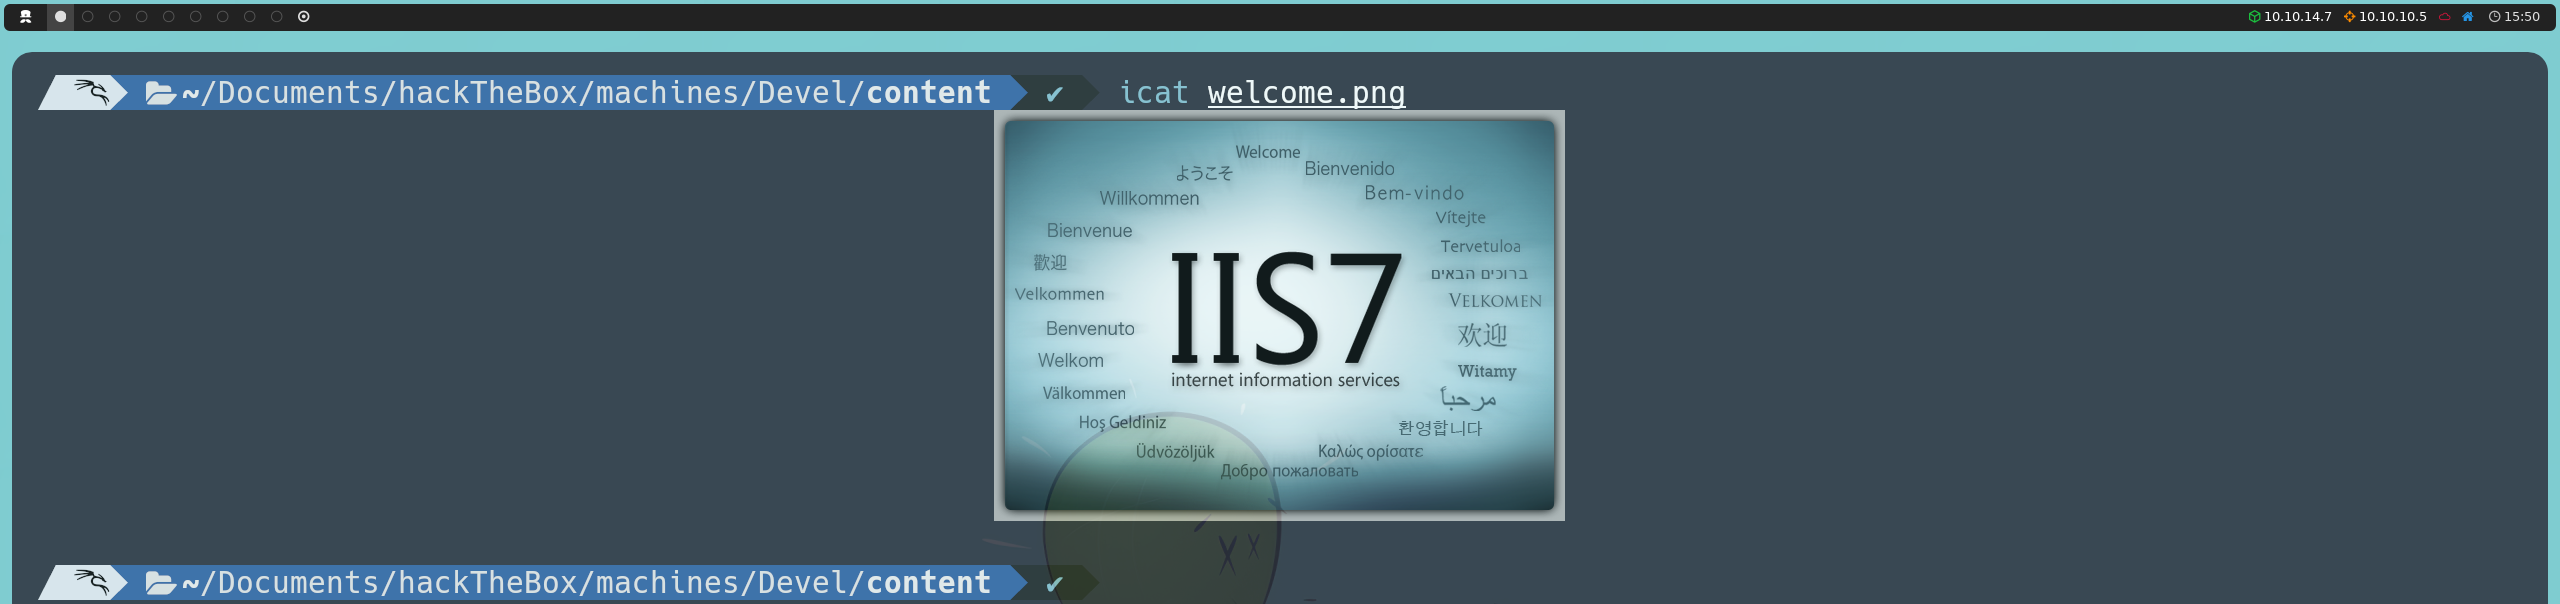 10.10.14.7 10.10.10.5 15:50
~/Documents/hackTheBox/machines/Devel/content ✔ icat welcome.png
Welcome
ようこそ
Bienvenido
Willkommen
Bem-vindo
Vítejte
Bienvenue
Tervetuloa
歡迎
ברוכים הבאים
Velkommen
VELKOMEN
IIS7
Benvenuto
欢迎
Welkom
Witamy
internet information services
Välkommen
مرحباً
Hoş Geldiniz
환영합니다
Üdvözöljük
Καλώς ορίσατε
Добро пожаловать
~/Documents/hackTheBox/machines/Devel/content ✔